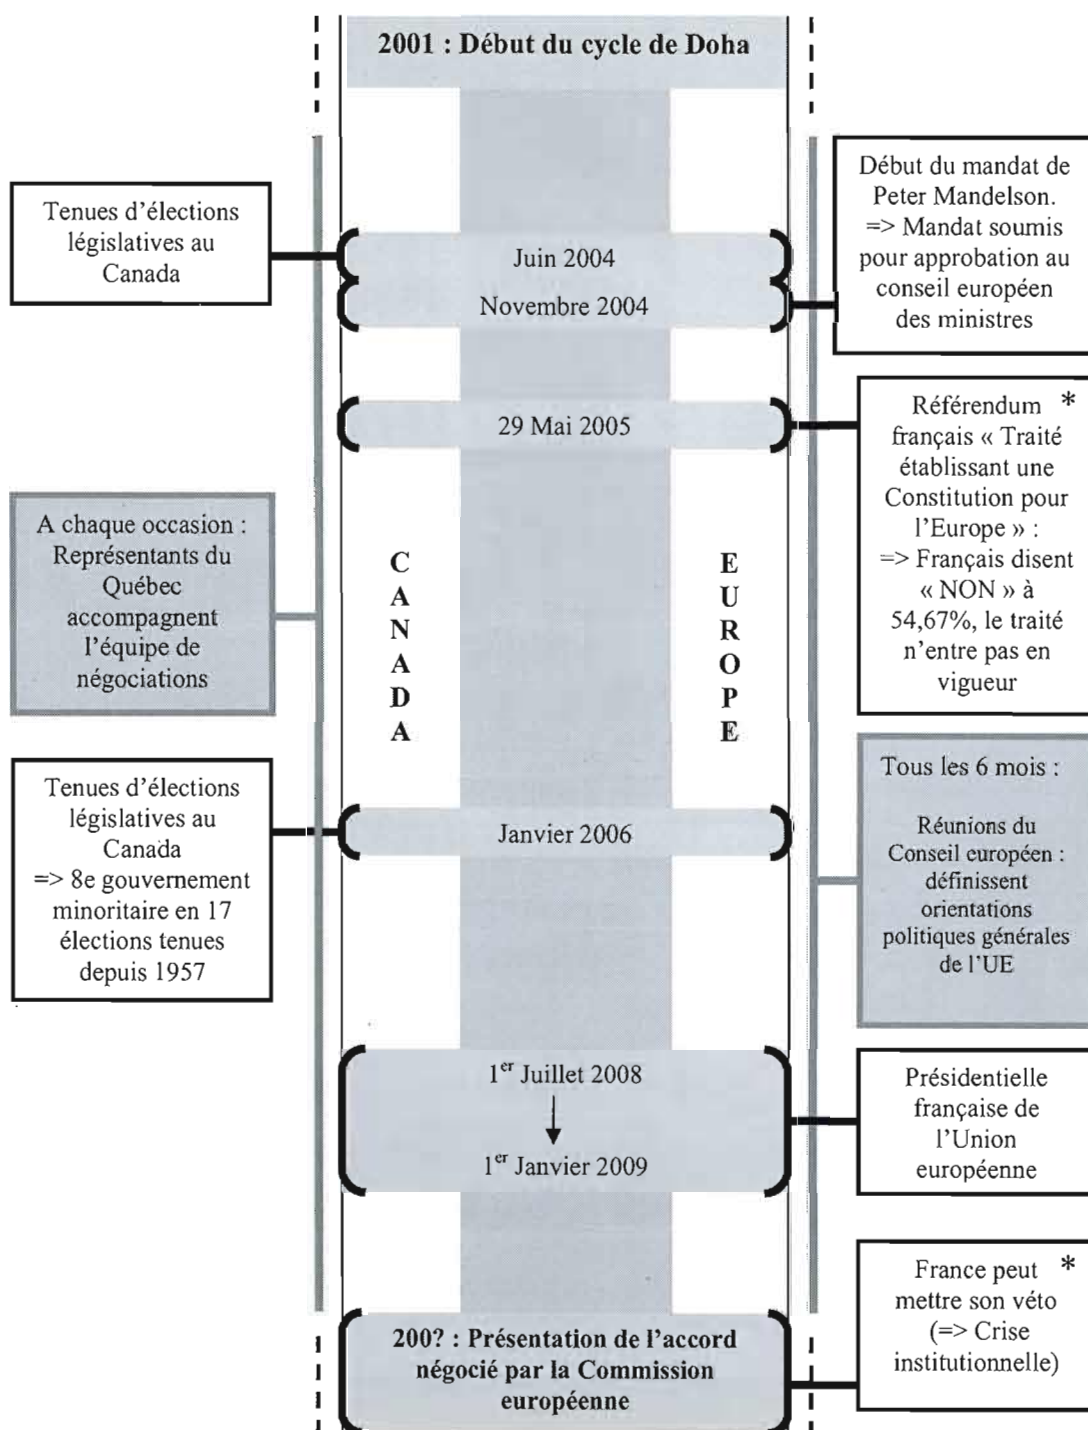 2001 : Début du cycle de Doha
Début du mandat de
Peter Mandelson.
=> Mandat soumis
pour approbation au
conseil européen
des ministres
Tenues d'élections
législatives au
Canada
Juin 2004
Novembre 2004
29 Mai 2005
Référendum *
français « Traité
établissant une
Constitution pour
l'Europe » :
=> Français disent
« NON » à
54,67%, le traité
n'entre pas en
vigueur
A chaque occasion :
Représentants du
Québec
accompagnent
l'équipe de
négociations
C
A
N
A
D
A
E
U
R
O
P
E
Tenues d'élections
législatives au
Canada
=> 8e gouvernement
minoritaire en 17
élections tenues
depuis 1957
Janvier 2006
Tous les 6 mois :
Réunions du
Conseil européen :
définissent
orientations
politiques générales
de l'UE
1er Juillet 2008
1er Janvier 2009
Présidentielle
française de
l'Union
européenne
France peut *
mettre son véto
(=> Crise
institutionnelle)
200? : Présentation de l'accord
négocié par la Commission
européenne